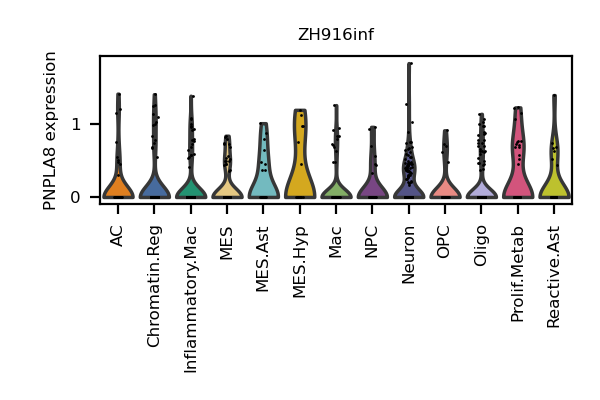 ZH916inf
PNPLA8 expression
1
0
AC
Chromatin.Reg
Inflammatory.Mac
MES
MES.Ast
MES.Hyp
Mac
NPC
Neuron
OPC
Oligo
Prolif.Metab
Reactive.Ast